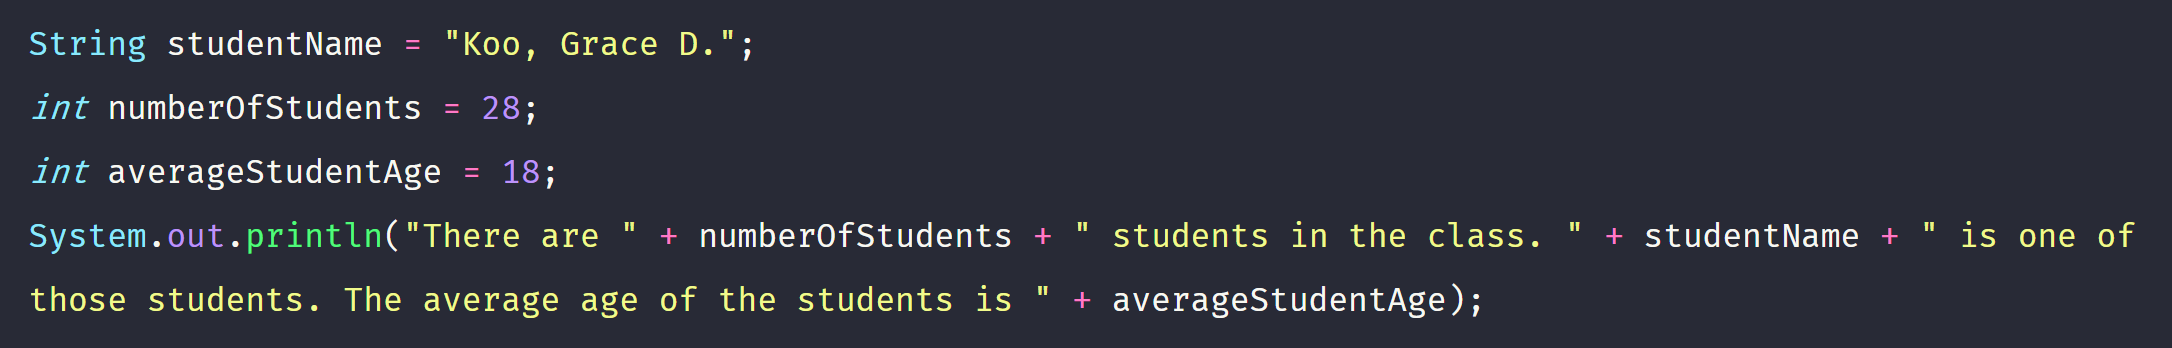 String studentName = "Koo, Grace D.";
int numberOfStudents = 28;
int averageStudentAge = 18;
System.out.println("There are " + numberOfStudents + " students in the class. " + studentName + " is one of
those students. The average age of the students is " + averageStudentAge);